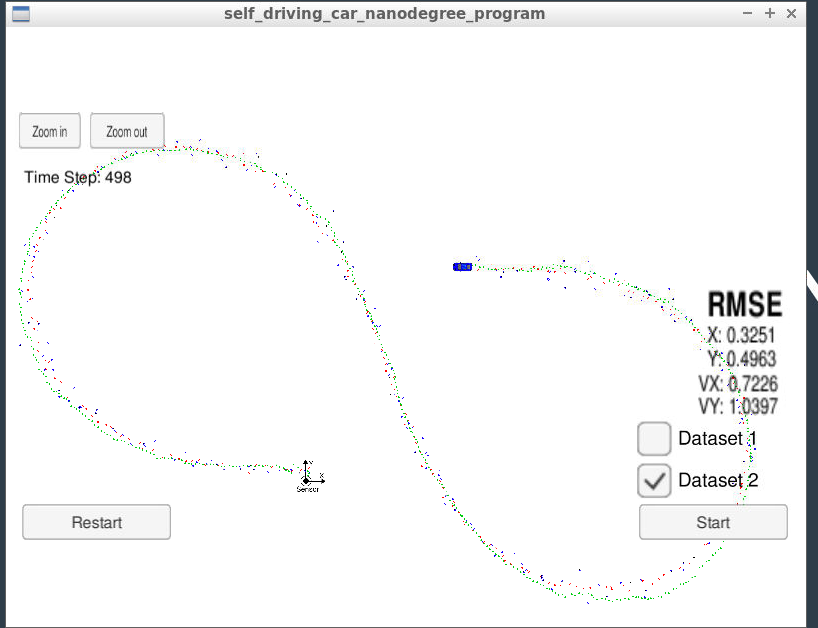 self_driving_car_nanodegree_program
Zoom in
Zoom out
Time Step: 498
RMSE
X: 0.3251
Y: 0.4963
VX: 0.7226
VY: 1.0397
Dataset 1
Dataset 2
Y
X
Sensor
Restart
Start